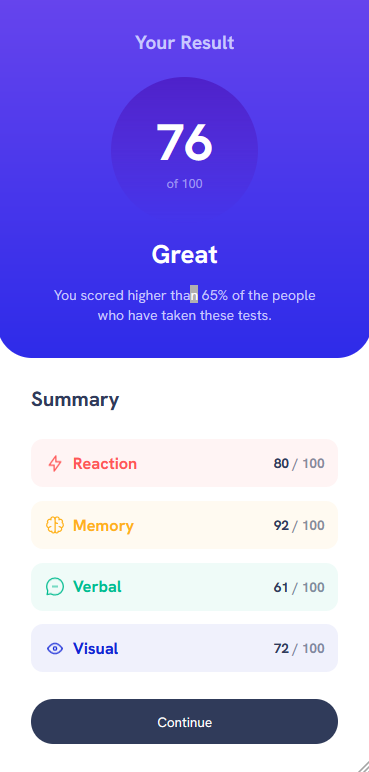 Your Result
76
of 100
Great
You scored higher than 65% of the people
who have taken these tests.
Summary
Reaction 80 / 100
Memory 92 / 100
Verbal 61 / 100
Visual 72 / 100
Continue